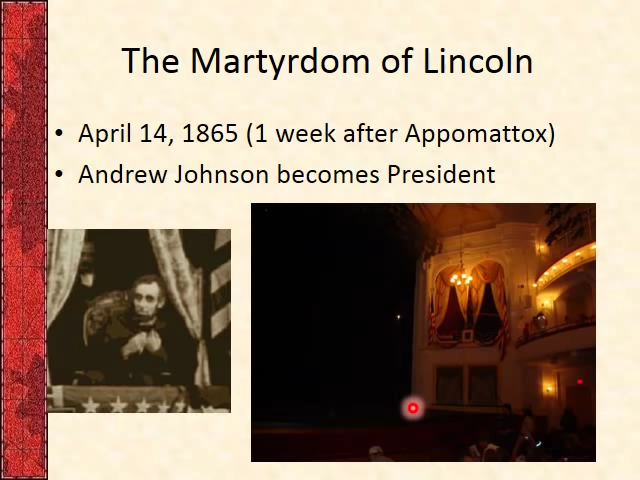 The Martyrdom of Lincoln
• April 14, 1865 (1 week after Appomattox)
• Andrew Johnson becomes President